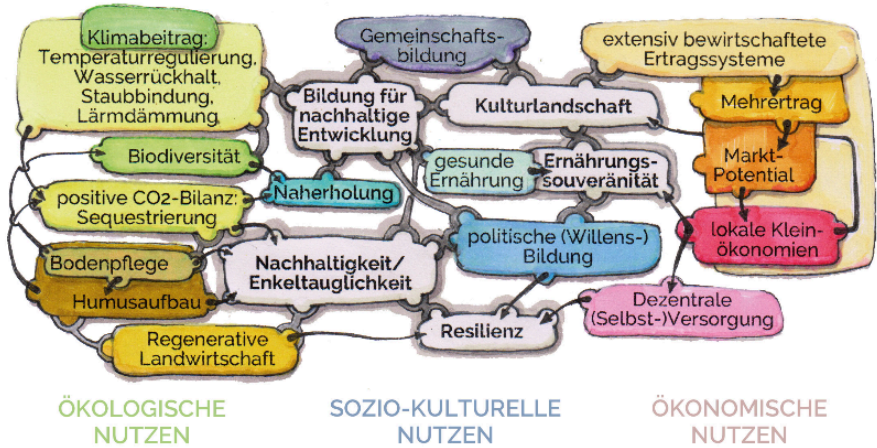 Klimabeitrag:
Temperaturregulierung,
Wasserrückhalt,
Staubbindung,
Lärmdämmung
Biodiversität
positive CO2-Bilanz:
Sequestrierung
Bodenpflege
Humusaufbau
Regenerative
Landwirtschaft
Gemeinschafts-
bildung
Bildung für
nachhaltige
Entwicklung
Kulturlandschaft
Naherholung
gesunde
Ernährung
Ernährungs-
souveränität
politische (Willens-)
Bildung
Nachhaltigkeit/
Enkeltauglichkeit
Resilienz
extensiv bewirtschaftete
Ertragssysteme
Mehrertrag
Markt-
Potential
lokale Klein-
ökonomien
Dezentrale
(Selbst-)Versorgung
ÖKOLOGISCHE
NUTZEN
SOZIO-KULTURELLE
NUTZEN
ÖKONOMISCHE
NUTZEN